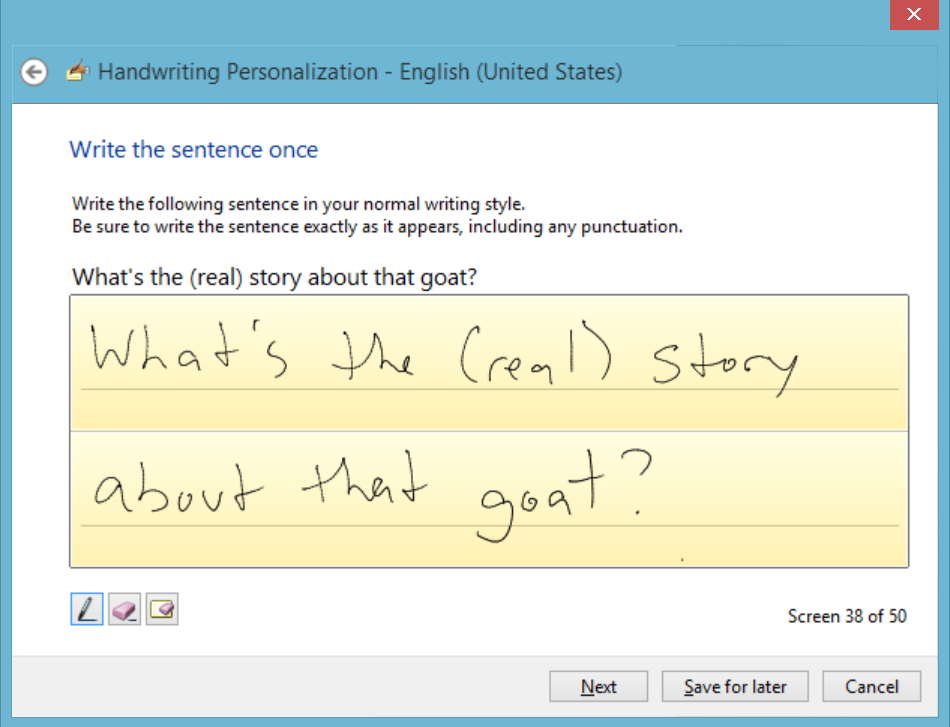 Handwriting Personalization - English (United States)
Write the sentence once
Write the following sentence in your normal writing style.
Be sure to write the sentence exactly as it appears, including any punctuation.
What's the (real) story about that goat?
What's the (real) story
about that goat?
Screen 38 of 50
Next
Save for later
Cancel